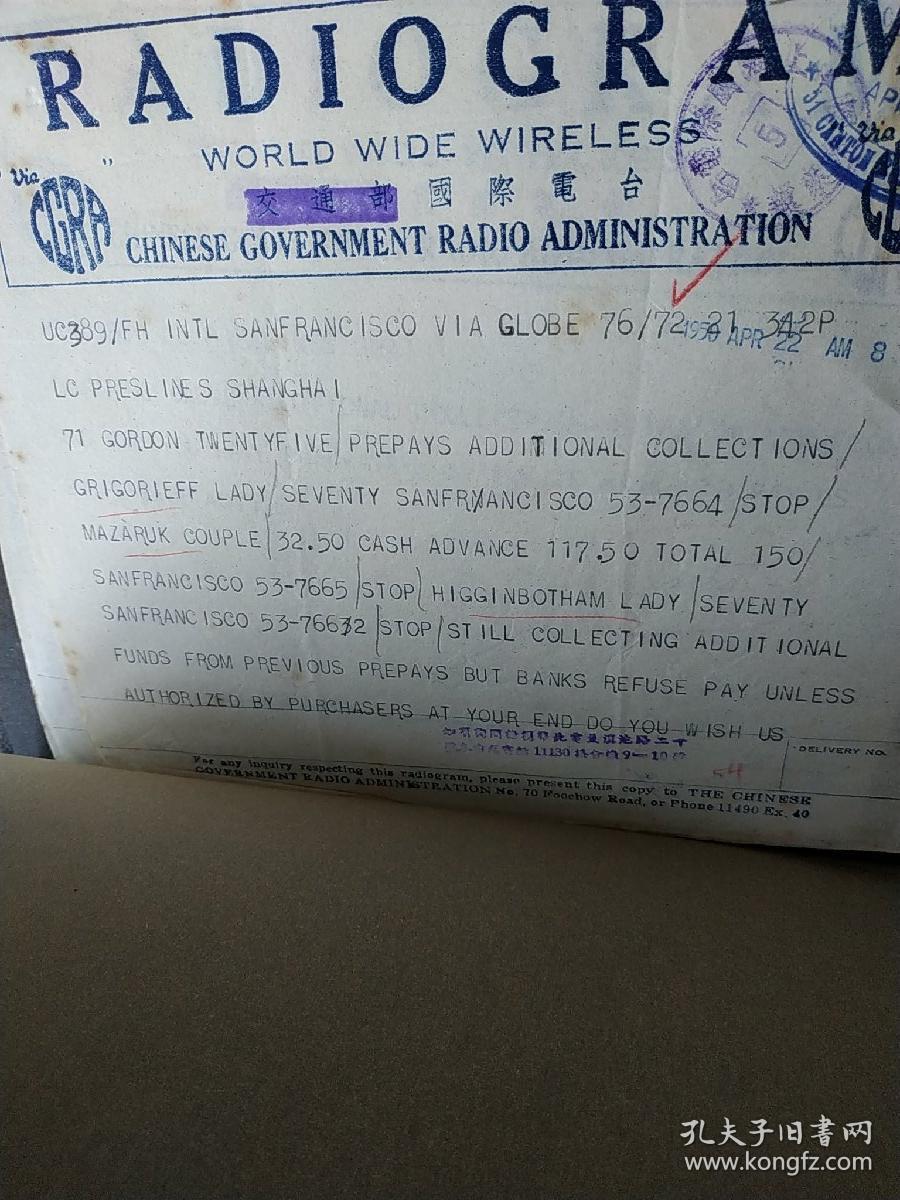 RADIOGRAM
WORLD WIDE WIRELESS
"Via"
CGRA
Via
交通部國際電台
CHINESE GOVERNMENT RADIO ADMINISTRATION
UC389/FH INTL SANFRANCISCO VIA GLOBE 76/72 21 342P
1950 APR 22 AM 8
LC PRESLINES SHANGHAI
71 GORDON TWENTYFIVE/PREPAYS ADDITIONAL COLLECTIONS/
GRIGORIEFF LADY/SEVENTY SANFRXANCISCO 53-7664/STOP/
MAZARUK COUPLE/32.50 CASH ADVANCE 117.50 TOTAL 150/
SANFRANCISCO 53-7665/STOP/HIGGINBOTHAM LADY/SEVENTY
SANFRANCISCO 53-76632/STOP/STILL COLLECTING ADDITIONAL
FUNDS FROM PREVIOUS PREPAYS BUT BANKS REFUSE PAY UNLESS
AUTHORIZED BY PURCHASERS AT YOUR END DO YOU WISH US
DELIVERY NO.
For any inquiry respecting this radiogram, please present this copy to THE CHINESE
GOVERNMENT RADIO ADMINISTRATION No. 70 Foochow Road, or Phone 11490 Ex. 40
孔夫子旧书网
www.kongfz.com